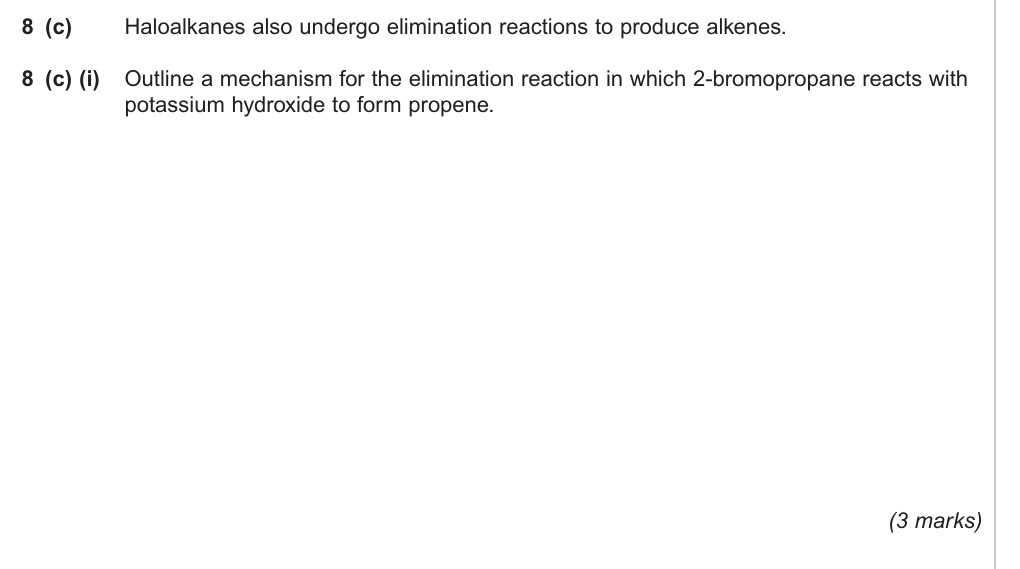 8 (c) Haloalkanes also undergo elimination reactions to produce alkenes.
8 (c) (i) Outline a mechanism for the elimination reaction in which 2-bromopropane reacts with
potassium hydroxide to form propene.
(3 marks)